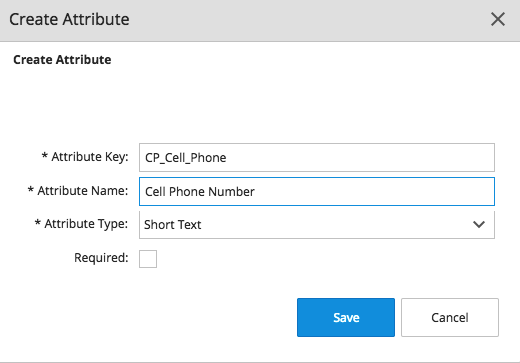 Create Attribute
Create Attribute
* Attribute Key: CP_Cell_Phone
* Attribute Name: Cell Phone Number
* Attribute Type: Short Text
Required:
Save Cancel